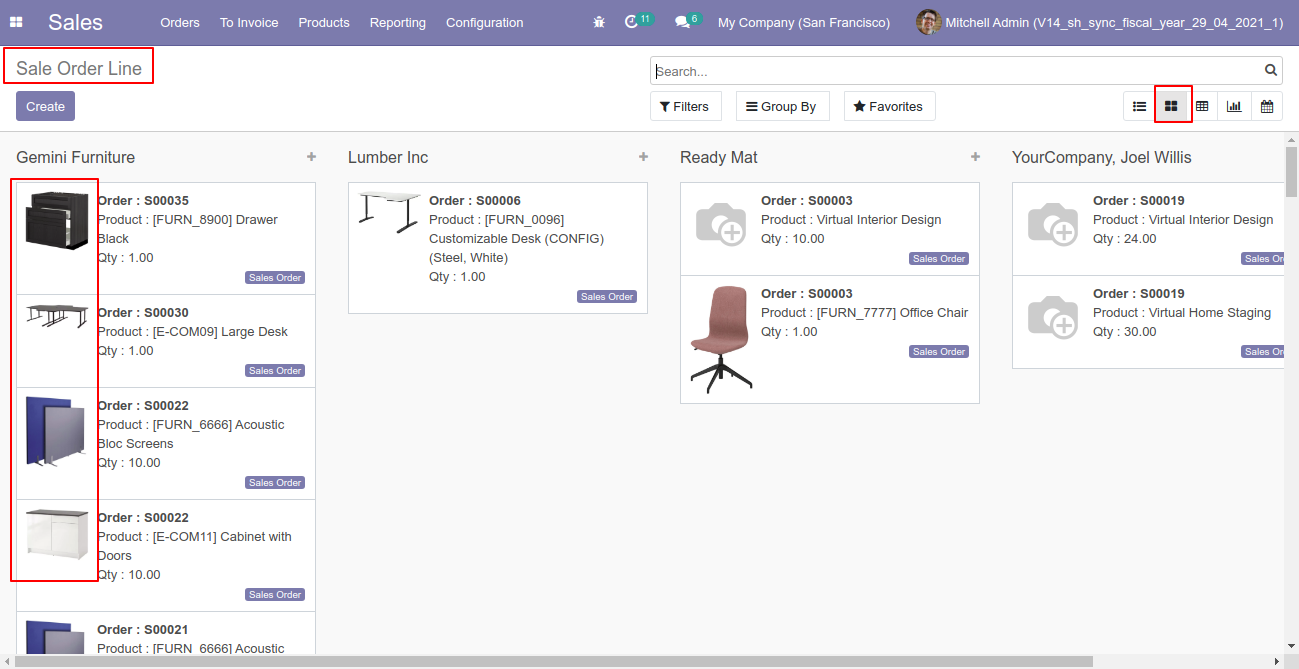 Sales
Orders
To Invoice
Products
Reporting
Configuration
11
6
My Company (San Francisco)
Mitchell Admin (V14_sh_sync_fiscal_year_29_04_2021_1)
Sale Order Line
Search...
Create
Filters
Group By
Favorites
Gemini Furniture
Order : S00035
Product : [FURN_8900] Drawer
Black
Qty : 1.00
Sales Order
Order : S00030
Product : [E-COM09] Large Desk
Qty : 1.00
Sales Order
Order : S00022
Product : [FURN_6666] Acoustic
Bloc Screens
Qty : 10.00
Sales Order
Order : S00022
Product : [E-COM11] Cabinet with
Doors
Qty : 10.00
Sales Order
Order : S00021
Product : [FURN_6666] Acoustic
Lumber Inc
Order : S00006
Product : [FURN_0096]
Customizable Desk (CONFIG)
(Steel, White)
Qty : 1.00
Sales Order
Ready Mat
Order : S00003
Product : Virtual Interior Design
Qty : 10.00
Sales Order
Order : S00003
Product : [FURN_7777] Office Chair
Qty : 1.00
Sales Order
YourCompany, Joel Willis
Order : S00019
Product : Virtual Interior Design
Qty : 24.00
Sales Or
Order : S00019
Product : Virtual Home Staging
Qty : 30.00
Sales Or